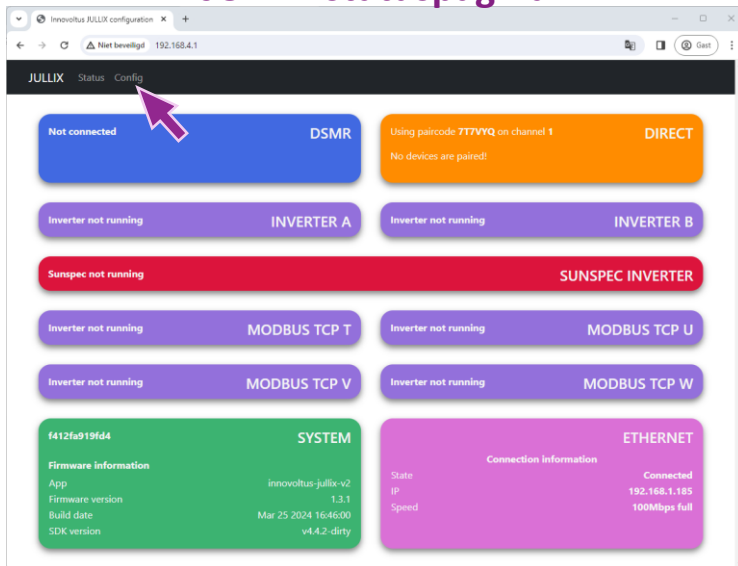 Innovoltus JULLIX configuration
Niet beveiligd 192.168.4.1
Gast
JULLIX Status Config
Not connected DSMR
Using paircode 7T7VYQ on channel 1 DIRECT
No devices are paired!
Inverter not running INVERTER A
Inverter not running INVERTER B
Sunspec not running SUNSPEC INVERTER
Inverter not running MODBUS TCP T
Inverter not running MODBUS TCP U
Inverter not running MODBUS TCP V
Inverter not running MODBUS TCP W
f412fa919fd4 SYSTEM
Firmware information
App innovoltus-jullix-v2
Firmware version 1.3.1
Build date Mar 25 2024 16:46:00
SDK version v4.4.2-dirty
ETHERNET
Connection information
State Connected
IP 192.168.1.185
Speed 100Mbps full